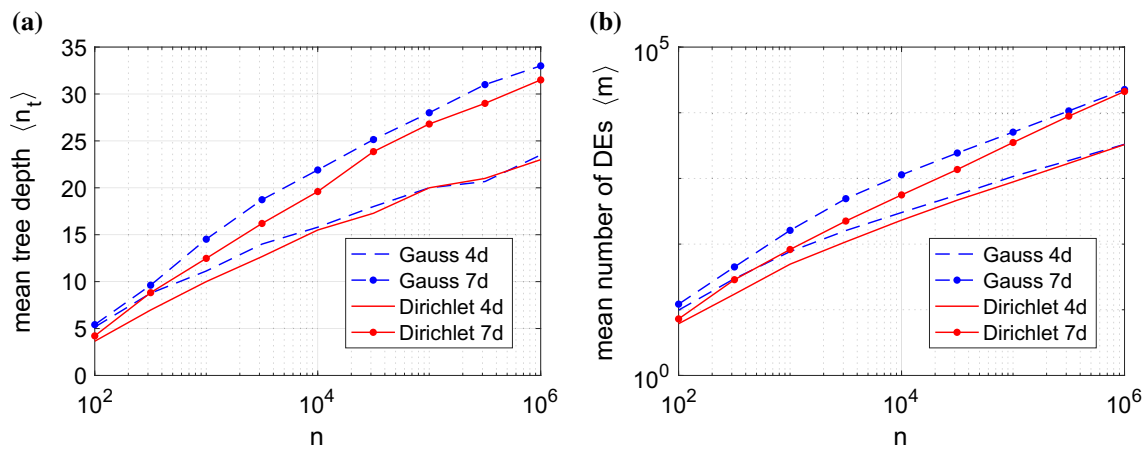 (a)
mean tree depth ⟨n_t⟩
35
30
25
20
15
10
5
0
10^2
10^4
10^6
n
Gauss 4d
Gauss 7d
Dirichlet 4d
Dirichlet 7d
(b)
mean number of DEs ⟨m⟩
10^5
10^0
10^2
10^4
10^6
n
Gauss 4d
Gauss 7d
Dirichlet 4d
Dirichlet 7d